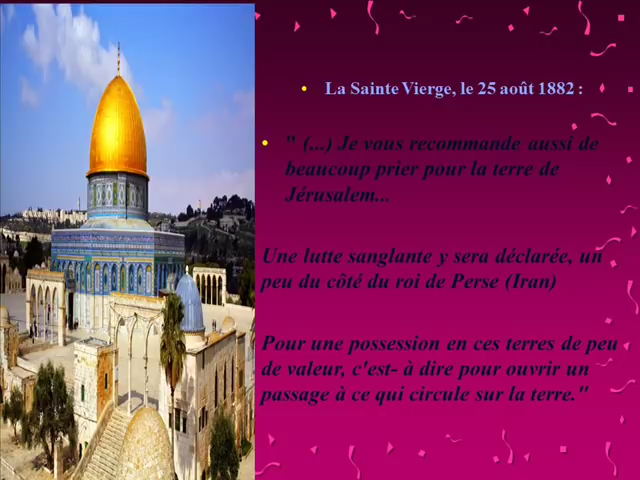 La Sainte Vierge, le 25 août 1882 :
" (...) Je vous recommande aussi de
beaucoup prier pour la terre de
Jérusalem...
Une lutte sanglante y sera déclarée, un
peu du côté du roi de Perse (Iran)
Pour une possession en ces terres de peu
de valeur, c'est- à dire pour ouvrir un
passage à ce qui circule sur la terre."